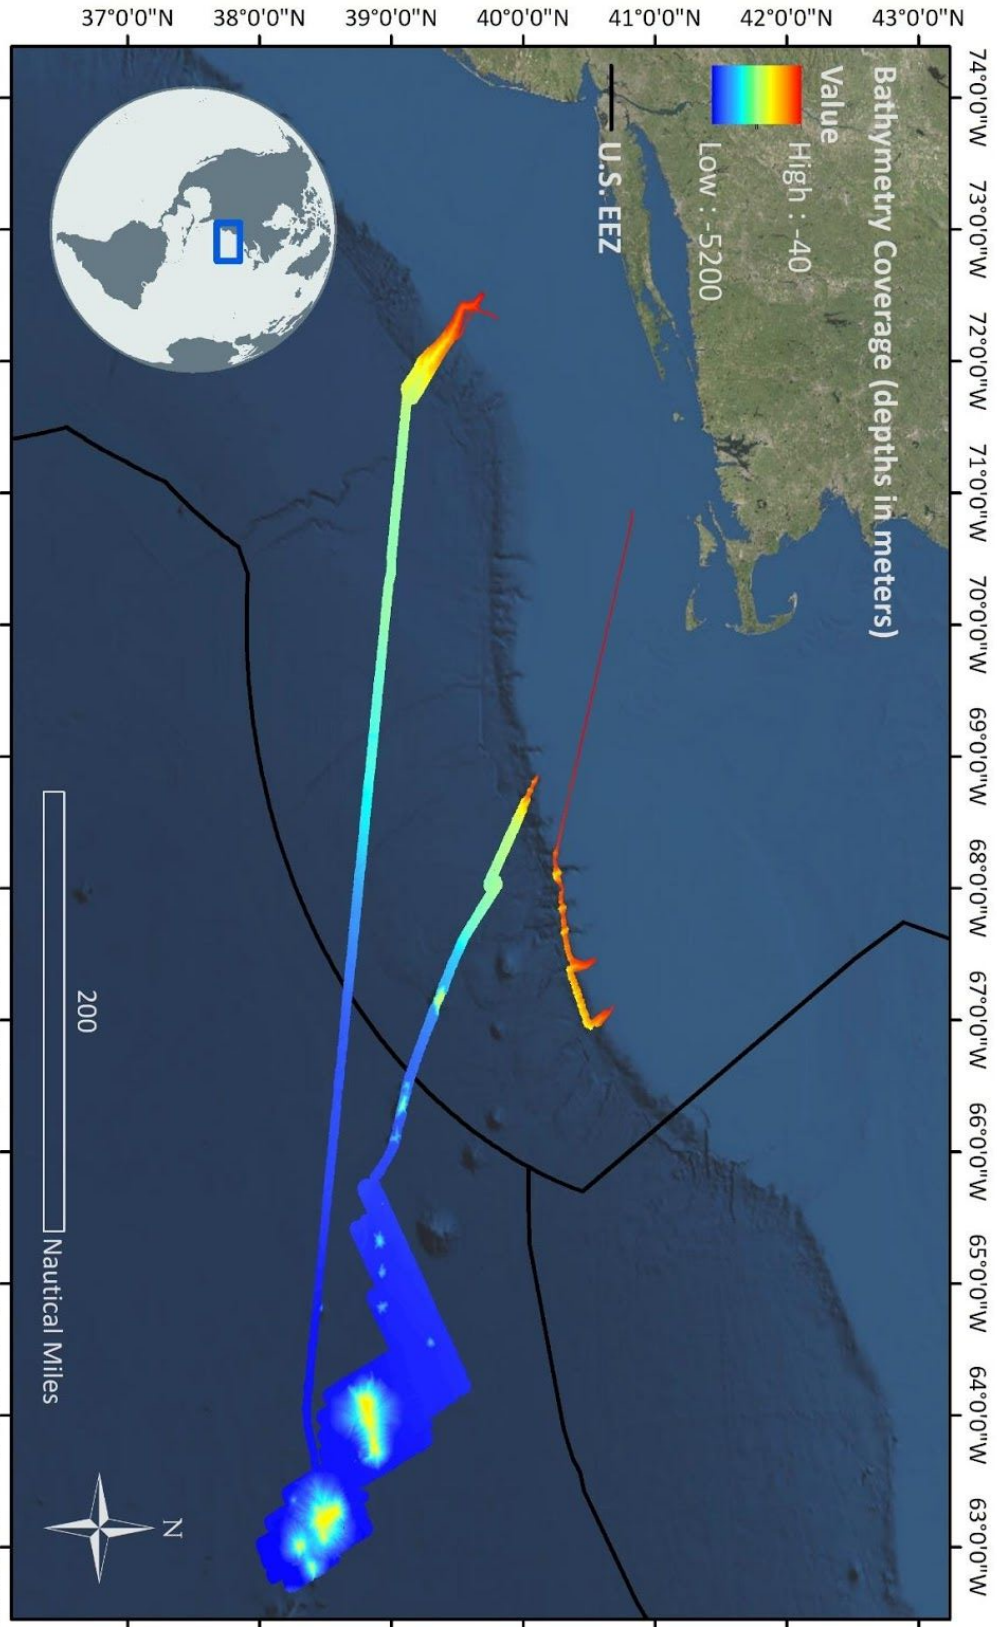 Bathymetry Coverage (depths in meters)
Value
High : -40
Low : -5200
U.S. EEZ
74°0'0"W
73°0'0"W
72°0'0"W
71°0'0"W
70°0'0"W
69°0'0"W
68°0'0"W
67°0'0"W
66°0'0"W
65°0'0"W
64°0'0"W
63°0'0"W
43°0'0"N
42°0'0"N
41°0'0"N
40°0'0"N
39°0'0"N
38°0'0"N
37°0'0"N
200
Nautical Miles
N